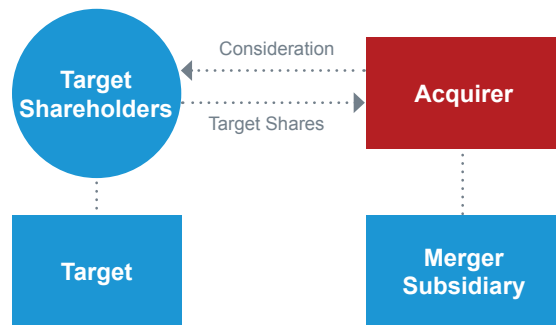 Consideration
Target
Shareholders
Acquirer
Target Shares
Target
Merger
Subsidiary